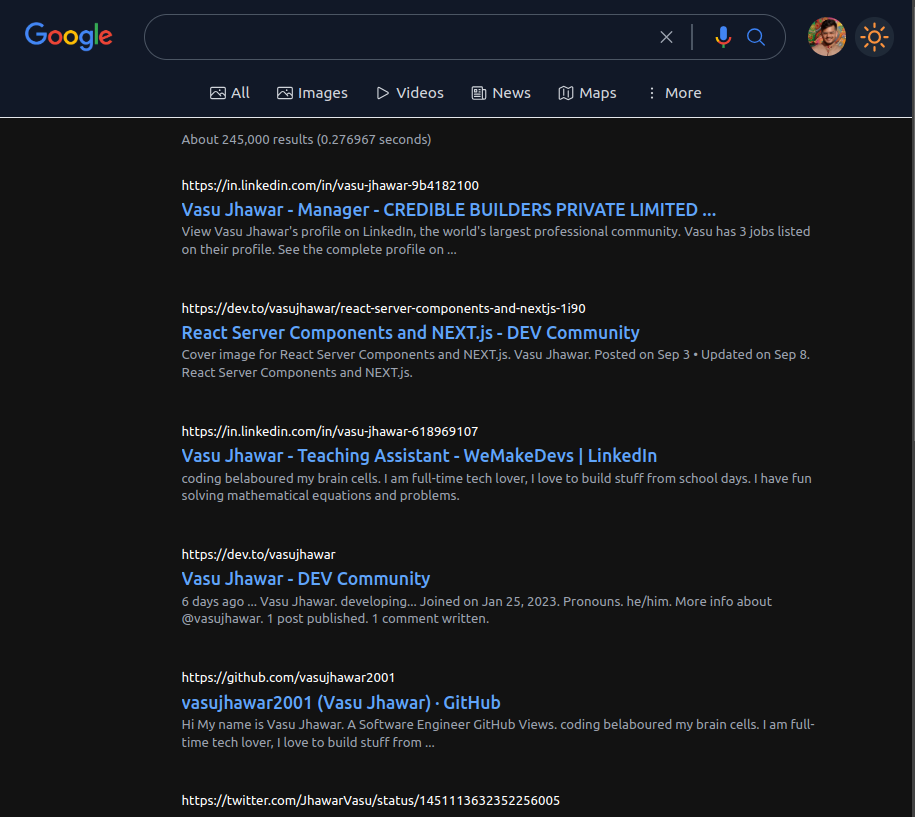 Google
All Images Videos News Maps More
About 245,000 results (0.276967 seconds)
https://in.linkedin.com/in/vasu-jhawar-9b4182100
Vasu Jhawar - Manager - CREDIBLE BUILDERS PRIVATE LIMITED ...
View Vasu Jhawar's profile on LinkedIn, the world's largest professional community. Vasu has 3 jobs listed
on their profile. See the complete profile on ...
https://dev.to/vasujhawar/react-server-components-and-nextjs-1i90
React Server Components and NEXT.js - DEV Community
Cover image for React Server Components and NEXT.js. Vasu Jhawar. Posted on Sep 3 • Updated on Sep 8.
React Server Components and NEXT.js.
https://in.linkedin.com/in/vasu-jhawar-618969107
Vasu Jhawar - Teaching Assistant - WeMakeDevs | LinkedIn
coding belaboured my brain cells. I am full-time tech lover, I love to build stuff from school days. I have fun
solving mathematical equations and problems.
https://dev.to/vasujhawar
Vasu Jhawar - DEV Community
6 days ago ... Vasu Jhawar. developing... Joined on Jan 25, 2023. Pronouns. he/him. More info about
@vasujhawar. 1 post published. 1 comment written.
https://github.com/vasujhawar2001
vasujhawar2001 (Vasu Jhawar) · GitHub
Hi My name is Vasu Jhawar. A Software Engineer GitHub Views. coding belaboured my brain cells. I am full-
time tech lover, I love to build stuff from ...
https://twitter.com/JhawarVasu/status/1451113632352256005